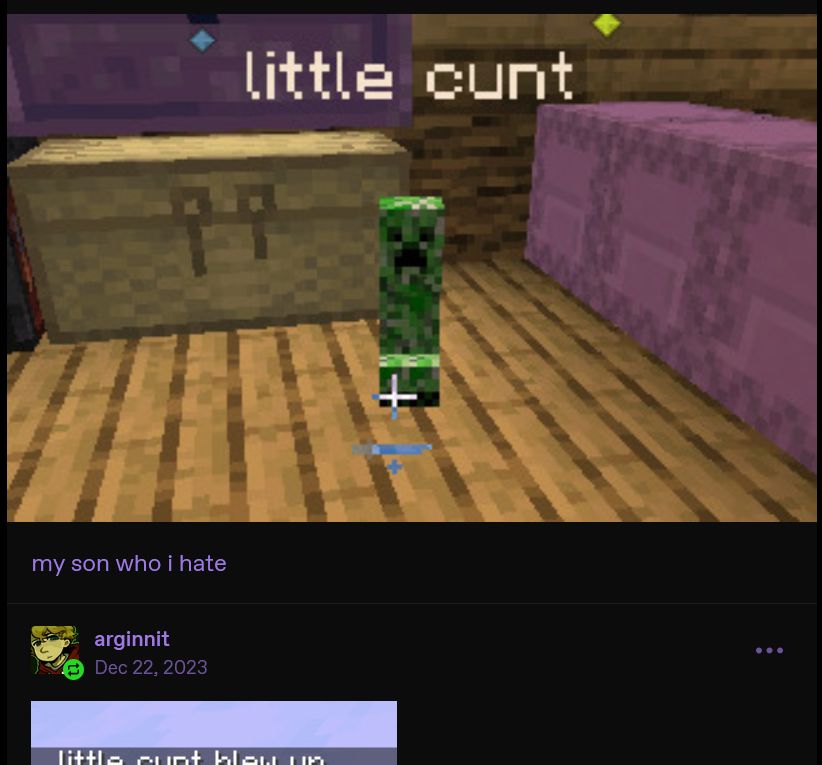 little cunt
my son who i hate
arginnit
Dec 22, 2023
little cunt blew up